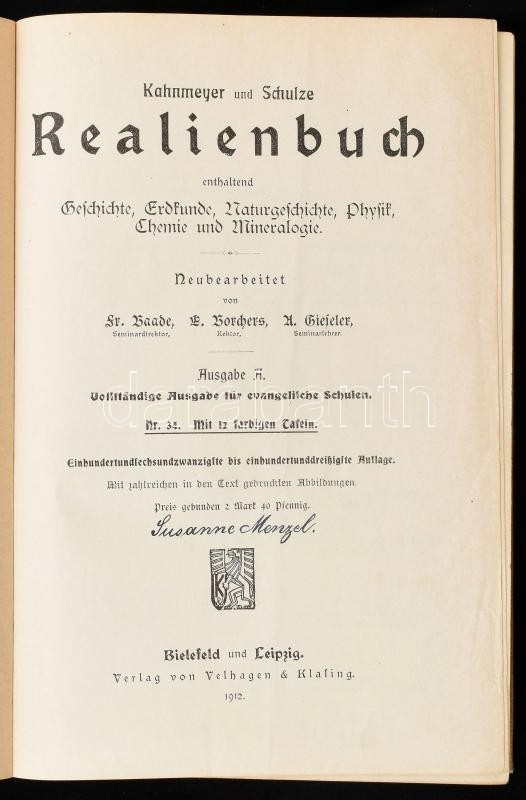 Kahnmeyer und Schulze
Realienbuch
enthaltend
Geschichte, Erdkunde, Naturgeschichte, Physik,
Chemie und Mineralogie.
Neubearbeitet
von
Fr. Baade, E. Borchers, A. Gieseler,
Seminardirektor, Rektor, Seminarlehrer.
Ausgabe A.
Vollständige Ausgabe für evangelische Schulen.
darabanth
Nr. 34. Mit 12 farbigen Tafeln.
Einhundertundsechsundzwanzigste bis einhundertunddreißigste Auflage.
Mit zahlreichen in den Text gedruckten Abbildungen.
Preis gebunden 2 Mark 40 Pfennig.
Susanne Menzel.
VK
Bielefeld und Leipzig.
Verlag von Velhagen & Klasing.
1912.